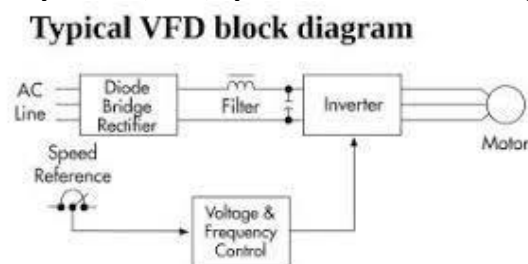 Typical VFD block diagram
AC
Line
Diode
Bridge
Rectifier
Filter
Inverter
Motor
Speed
Reference
Voltage &
Frequency
Control